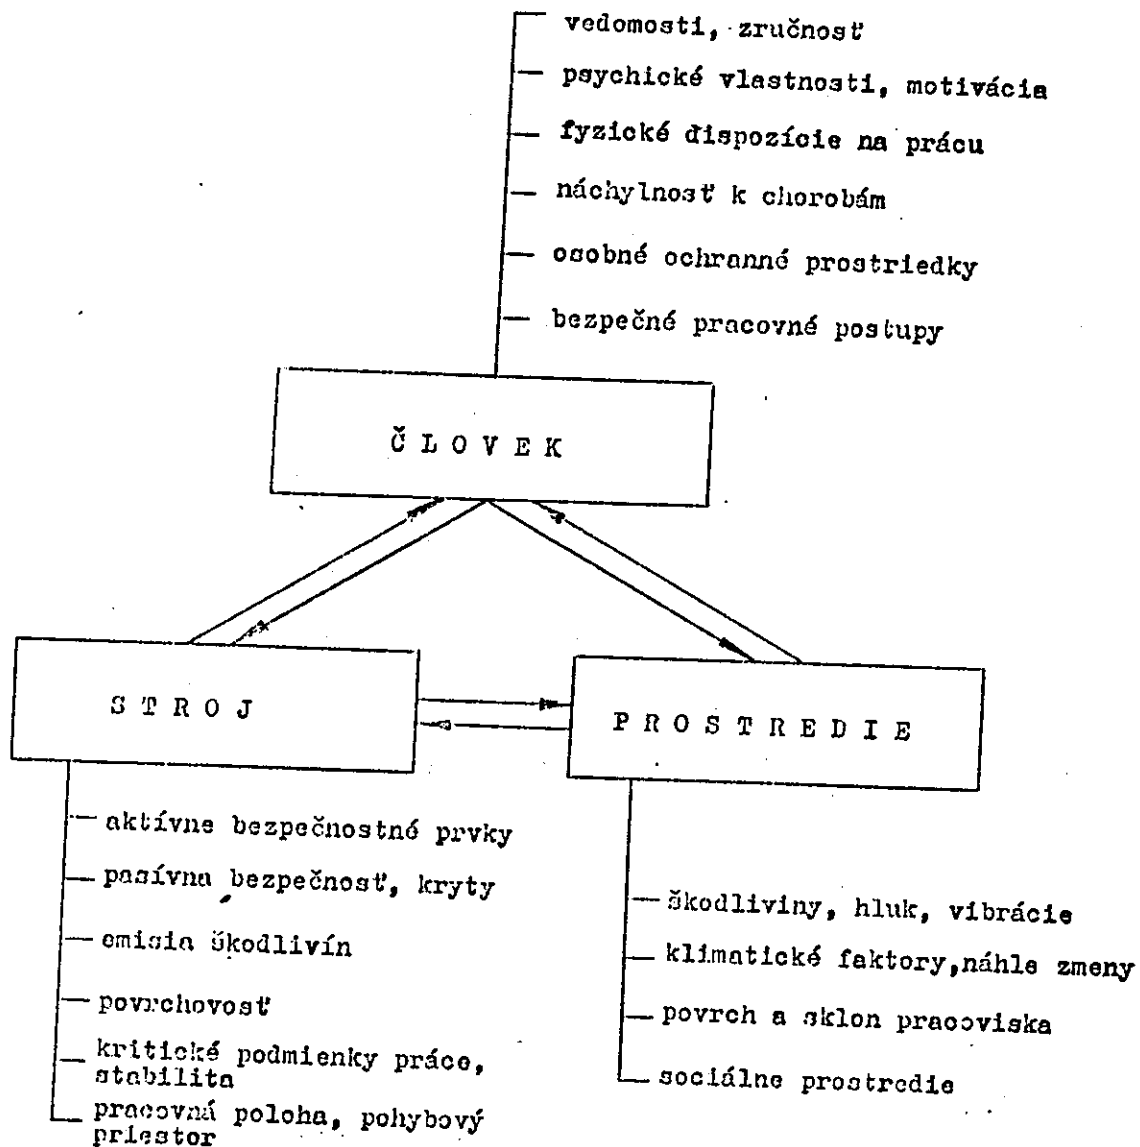 vedomosti, zručnosť
psychické vlastnosti, motivácia
fyzické dispozície na prácu
náchylnosť k chorobám
osobné ochranné prostriedky
bezpečné pracovné postupy
ČLOVEK
STROJ
PROSTREDIE
aktívne bezpečnostné prvky
pasívna bezpečnosť, kryty
emisia škodlivín
povrchovosť
kritické podmienky práce,
stabilita
pracovná poloha, pohybový
priestor
škodliviny, hluk, vibrácie
klimatické faktory,náhle zmeny
povrch a sklon pracoviska
sociálne prostredie